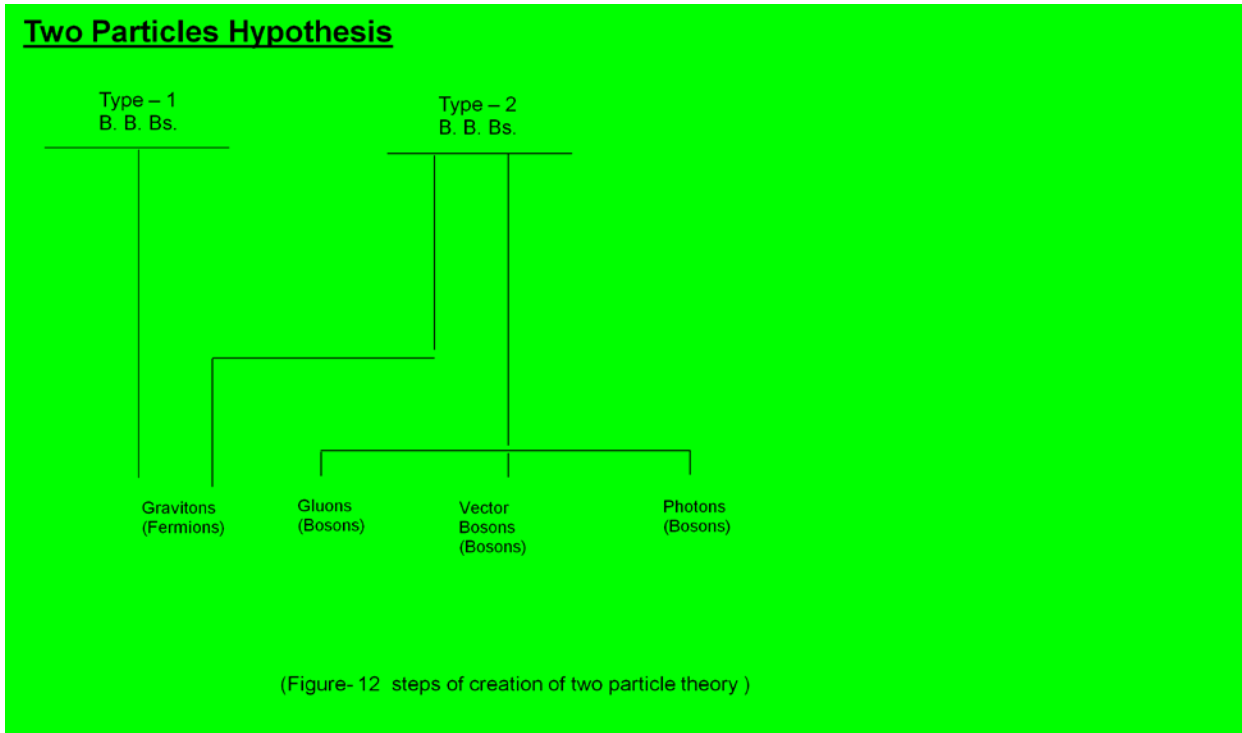 Two Particles Hypothesis
Type – 1
B. B. Bs.
Type – 2
B. B. Bs.
Gravitons
(Fermions)
Gluons
(Bosons)
Vector
Bosons
(Bosons)
Photons
(Bosons)
(Figure- 12 steps of creation of two particle theory )